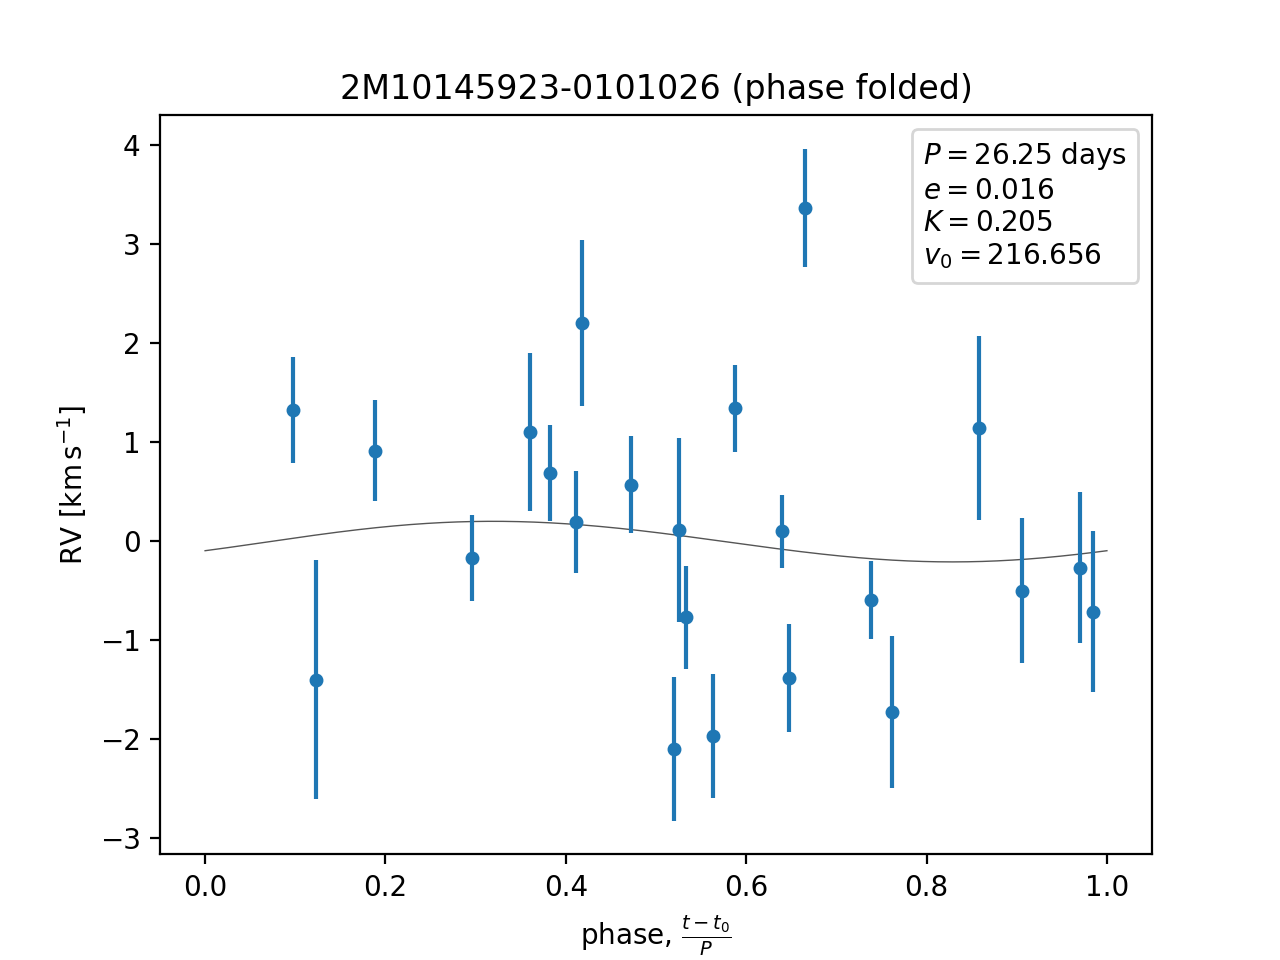 2M10145923-0101026 (phase folded)
P = 26.25 days
e = 0.016
K = 0.205
v₀ = 216.656
RV [km s⁻¹]
4
3
2
1
0
−1
−2
−3
0.0 0.2 0.4 0.6 0.8 1.0
phase, (t − t₀)/P